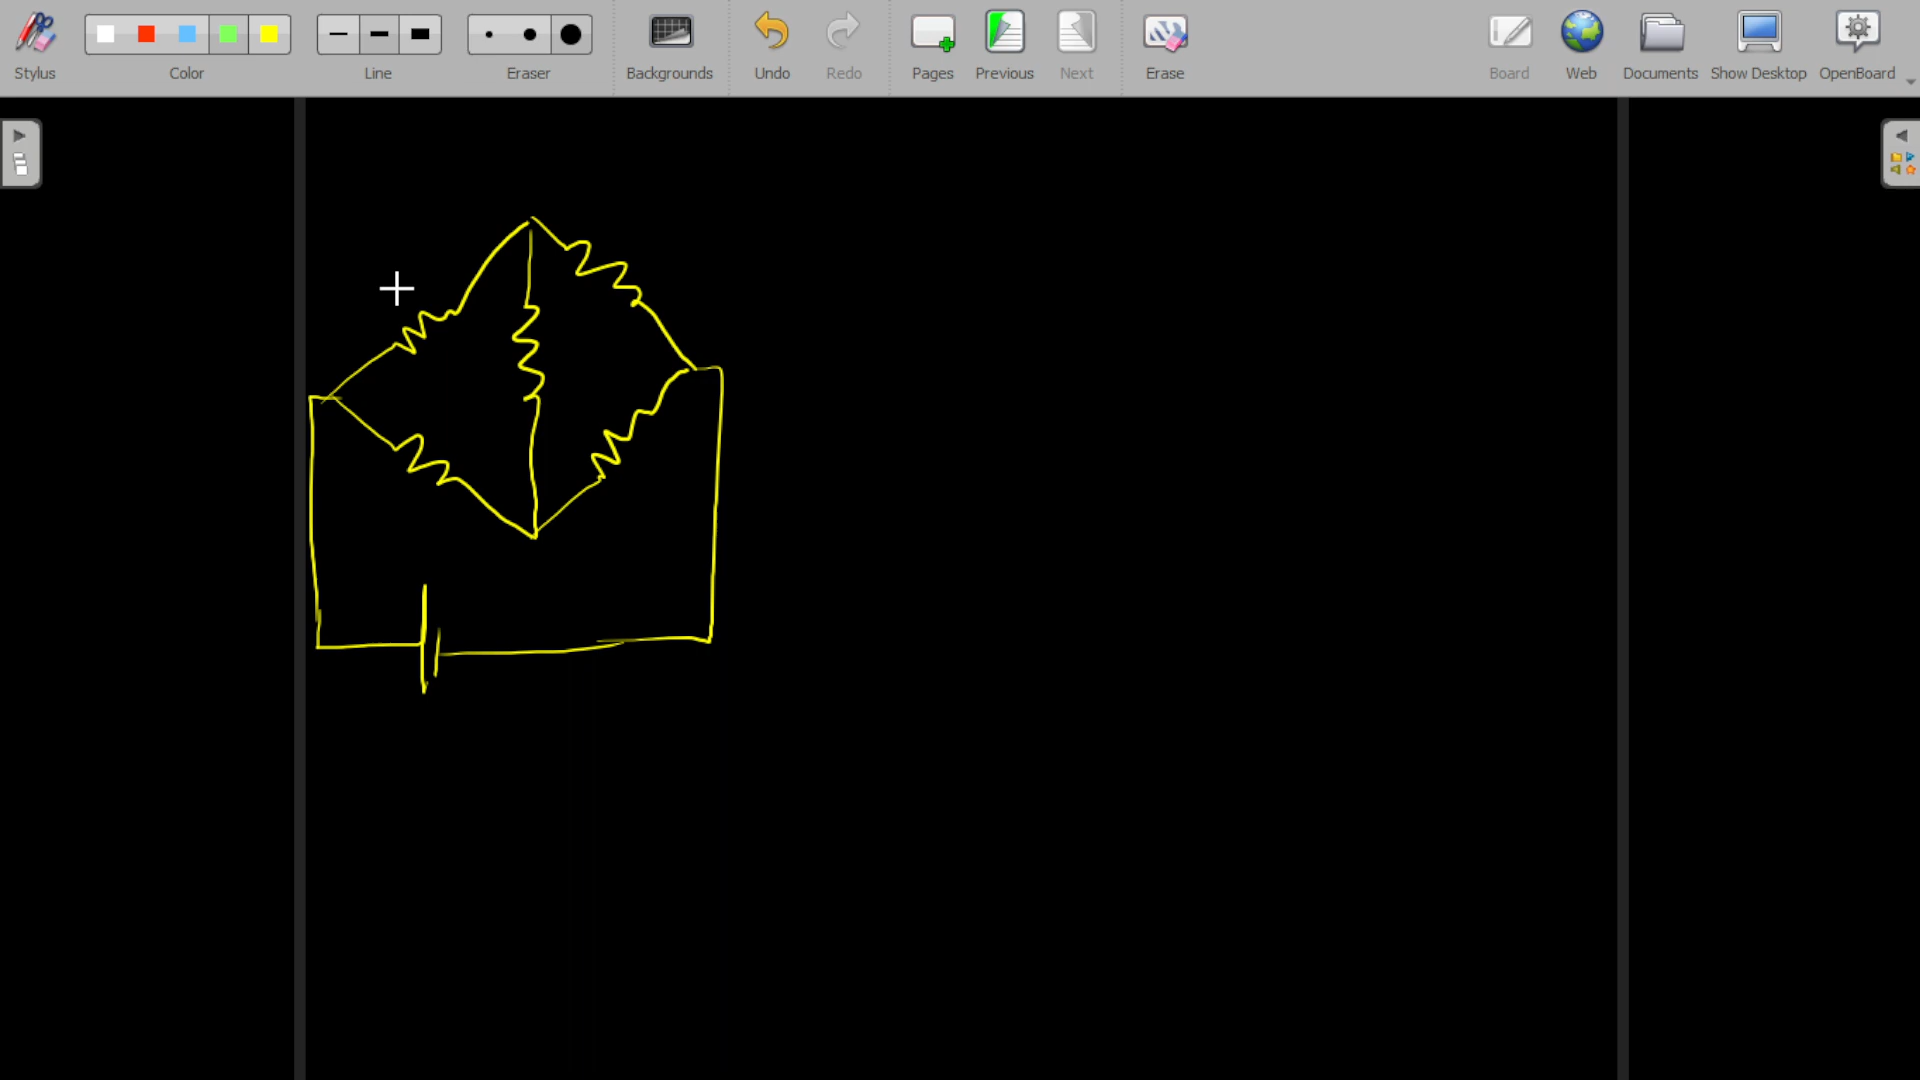 Stylus
Color
Line
Eraser
Backgrounds
Undo
Redo
Pages
Previous
Next
Erase
Board
Web
Documents
Show Desktop
OpenBoard